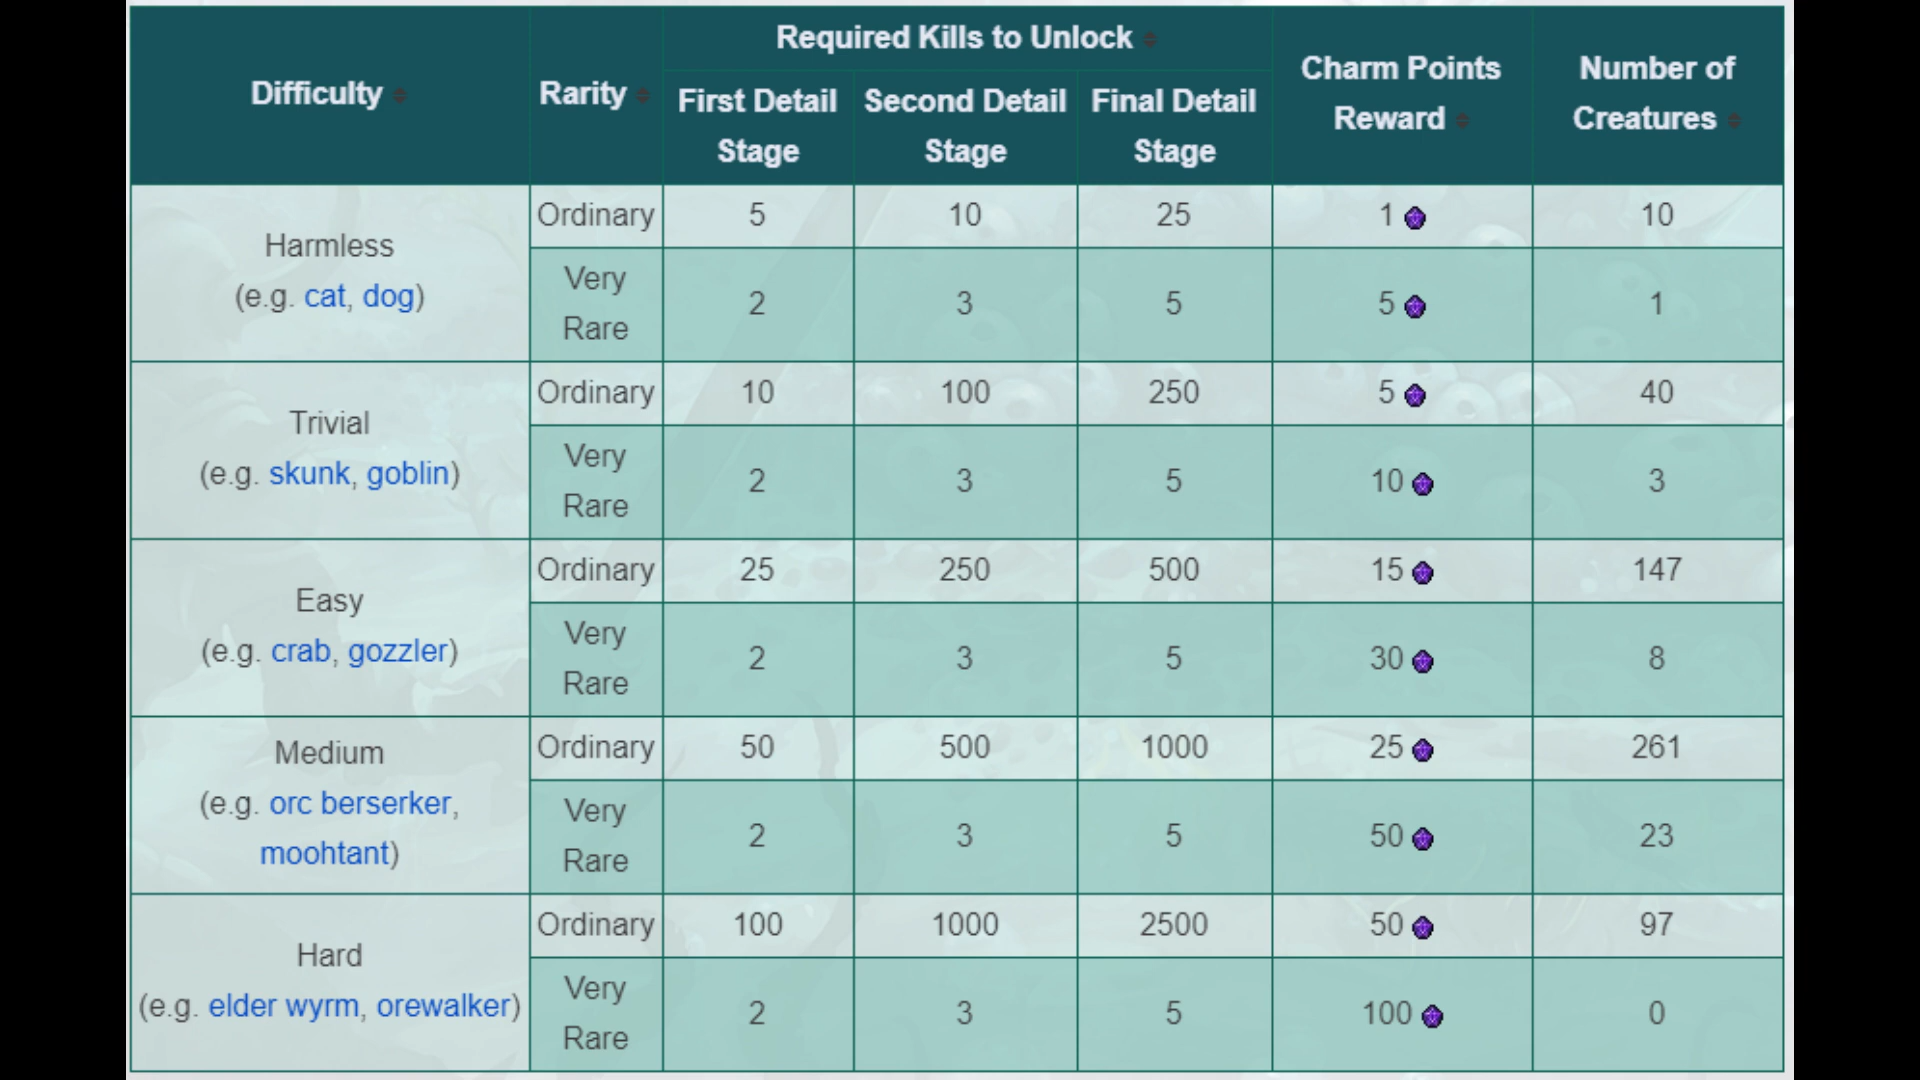 Difficulty Rarity Required Kills to Unlock Charm Points Reward Number of Creatures
First Detail Stage Second Detail Stage Final Detail Stage
Harmless
(e.g. cat, dog)
Ordinary 5 10 25 1 10
Very Rare 2 3 5 5 1
Trivial
(e.g. skunk, goblin)
Ordinary 10 100 250 5 40
Very Rare 2 3 5 10 3
Easy
(e.g. crab, gozzler)
Ordinary 25 250 500 15 147
Very Rare 2 3 5 30 8
Medium
(e.g. orc berserker,
moohtant)
Ordinary 50 500 1000 25 261
Very Rare 2 3 5 50 23
Hard
(e.g. elder wyrm, orewalker)
Ordinary 100 1000 2500 50 97
Very Rare 2 3 5 100 0